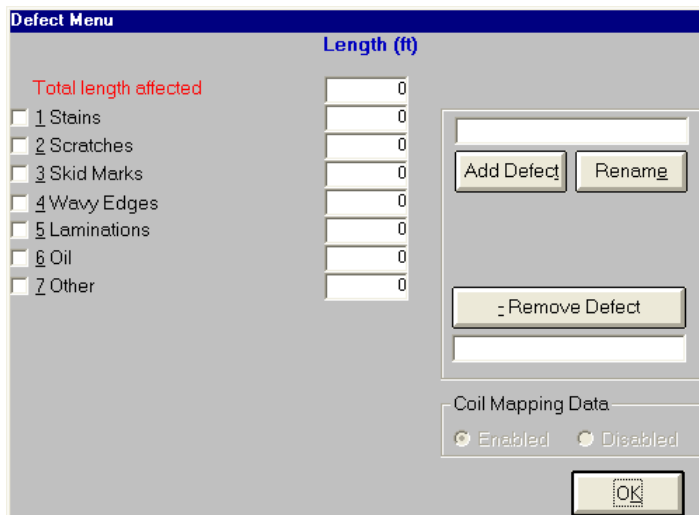 Defect Menu
Length (ft)
Total length affected 0
1 Stains 0
2 Scratches 0
3 Skid Marks 0
4 Wavy Edges 0
5 Laminations 0
6 Oil 0
7 Other 0
Add Defect Rename
- Remove Defect
Coil Mapping Data
Enabled Disabled
OK